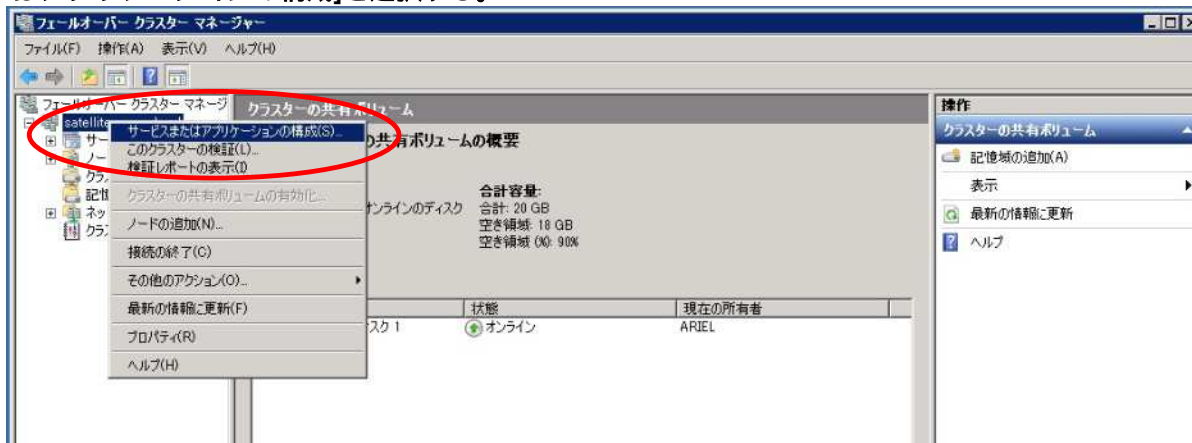 フェールオーバー クラスター マネージャー
ファイル(F) 操作(A) 表示(V) ヘルプ(H)
フェールオーバー クラスター マネージ
satellite
サー
ノー
クラ
記憶
ネッ
クラ
サービスまたはアプリケーションの構成(S)...
このクラスターの検証(L)...
検証レポートの表示(I)
クラスターの共有ボリュームの有効化...
ノードの追加(N)...
接続の終了(C)
その他のアクション(O)...
最新の情報に更新(F)
プロパティ(R)
ヘルプ(H)
クラスターの共有ボリューム
の共有ボリュームの概要
オンラインのディスク
合計容量:
合計: 20 GB
空き領域: 18 GB
空き領域 (%): 90%
状態 現在の所有者
スク 1 オンライン ARIEL
操作
クラスターの共有ボリューム
記憶域の追加(A)
表示
最新の情報に更新
ヘルプ